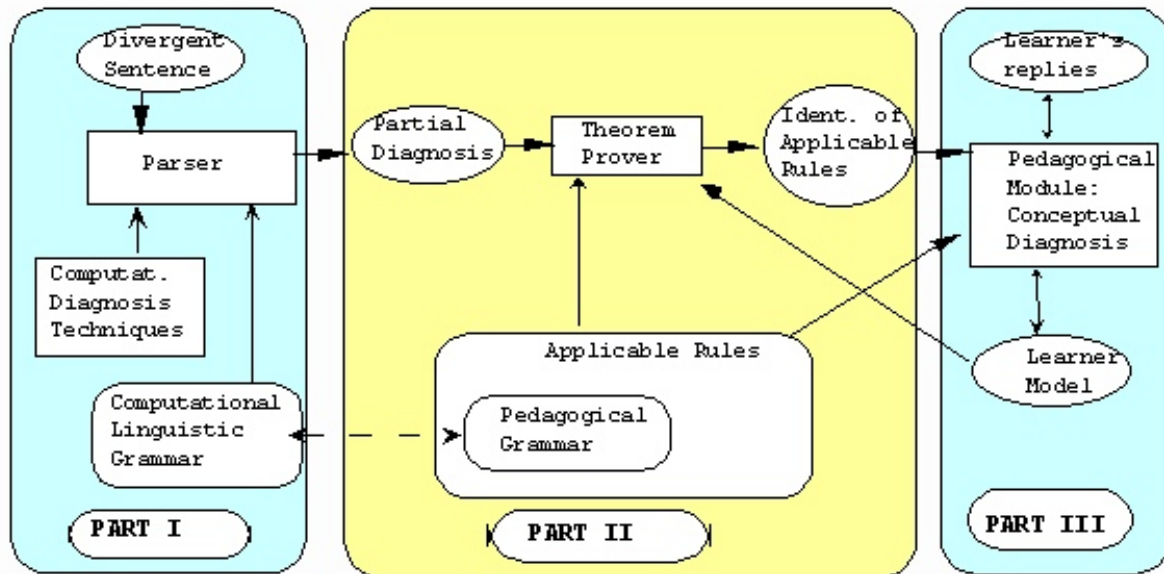 Divergent
Sentence
Parser
Computat.
Diagnosis
Techniques
Computational
Linguistic
Grammar
PART I
Partial
Diagnosis
Theorem
Prover
Ident. of
Applicable
Rules
Applicable Rules
Pedagogical
Grammar
PART II
Learner's
replies
Pedagogical
Module:
Conceptual
Diagnosis
Learner
Model
PART III